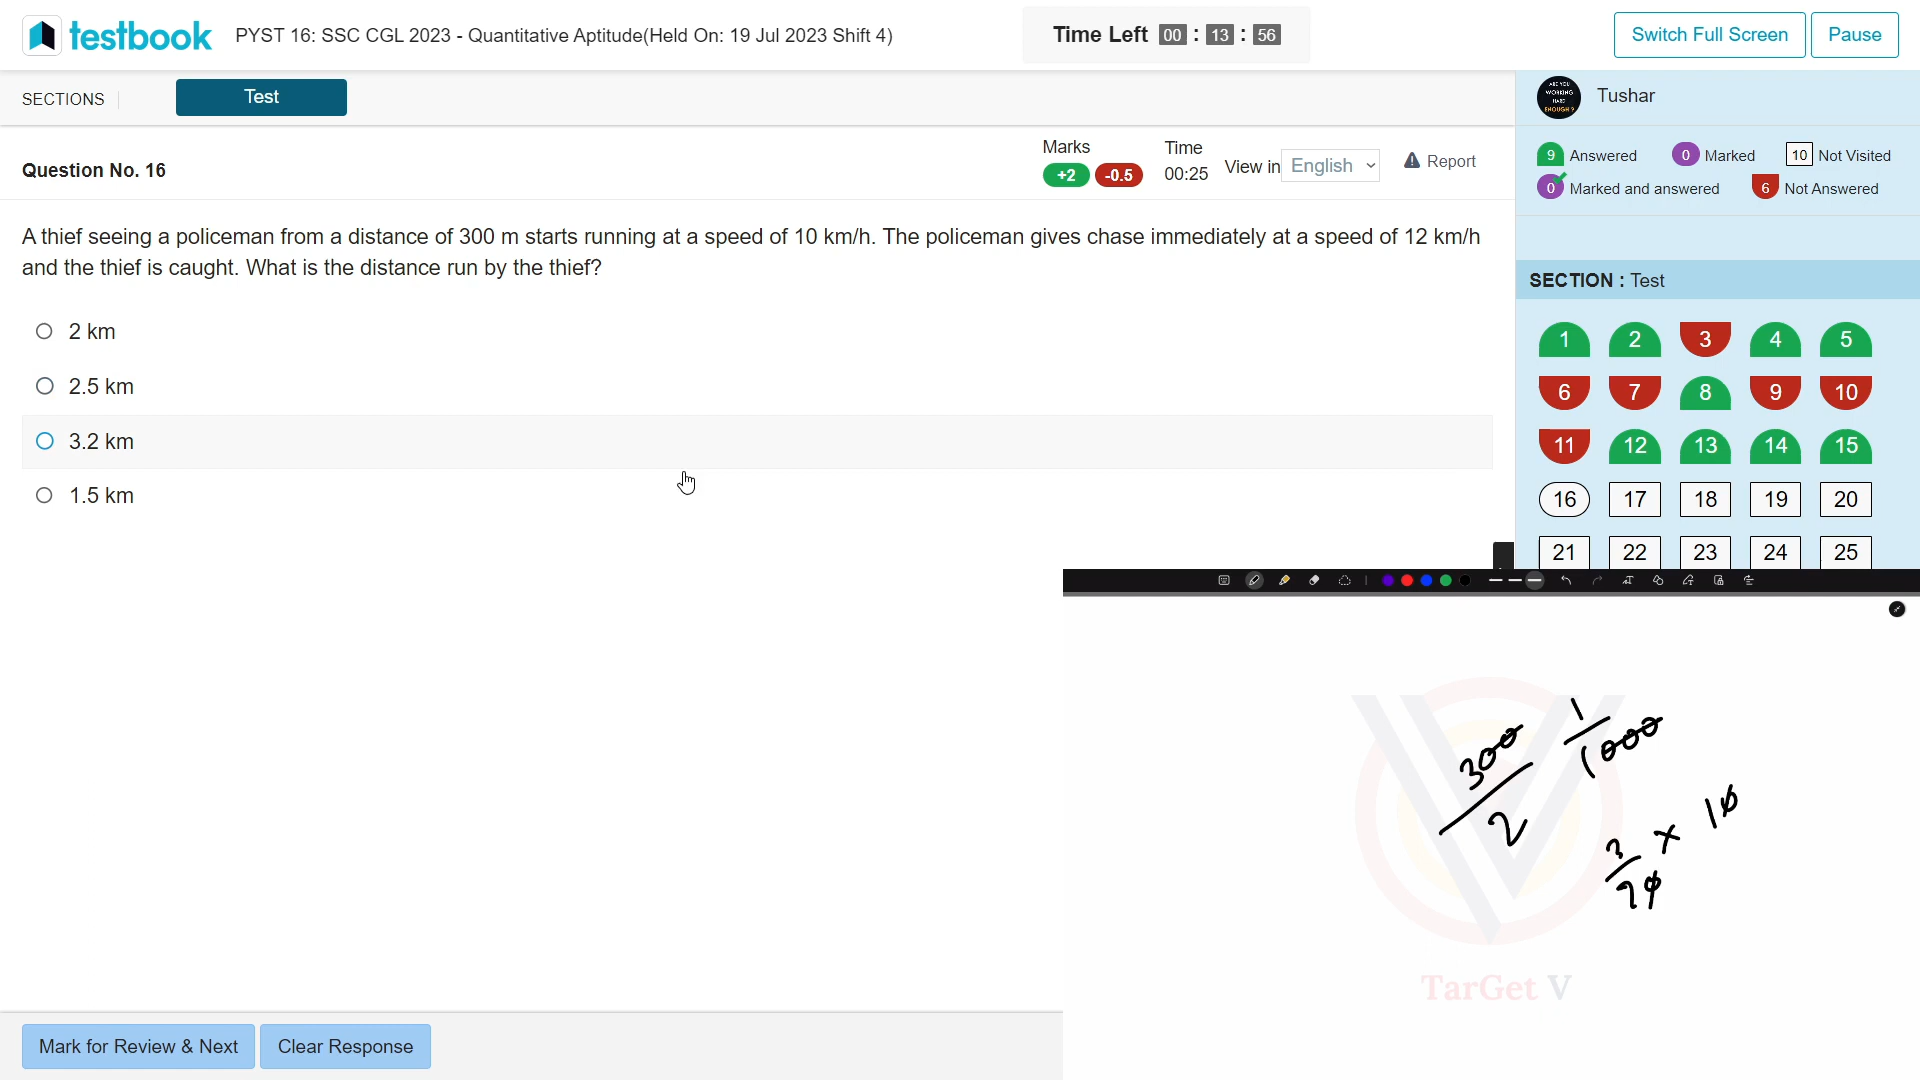 testbook PYST 16: SSC CGL 2023 - Quantitative Aptitude(Held On: 19 Jul 2023 Shift 4) Time Left 00 : 13 : 56 Switch Full Screen Pause
SECTIONS Test
ARE YOU WORKING HARD ENOUGH ? Tushar
Question No. 16
Marks Time
+2 -0.5 00:25 View in English Report
9 Answered 0 Marked 10 Not Visited
0 Marked and answered 6 Not Answered
A thief seeing a policeman from a distance of 300 m starts running at a speed of 10 km/h. The policeman gives chase immediately at a speed of 12 km/h
and the thief is caught. What is the distance run by the thief?
2 km
2.5 km
3.2 km
1.5 km
SECTION : Test
1 2 3 4 5
6 7 8 9 10
11 12 13 14 15
16 17 18 19 20
21 22 23 24 25
300 1
2 1000
3 x 10
20
TarGet V
Mark for Review & Next Clear Response